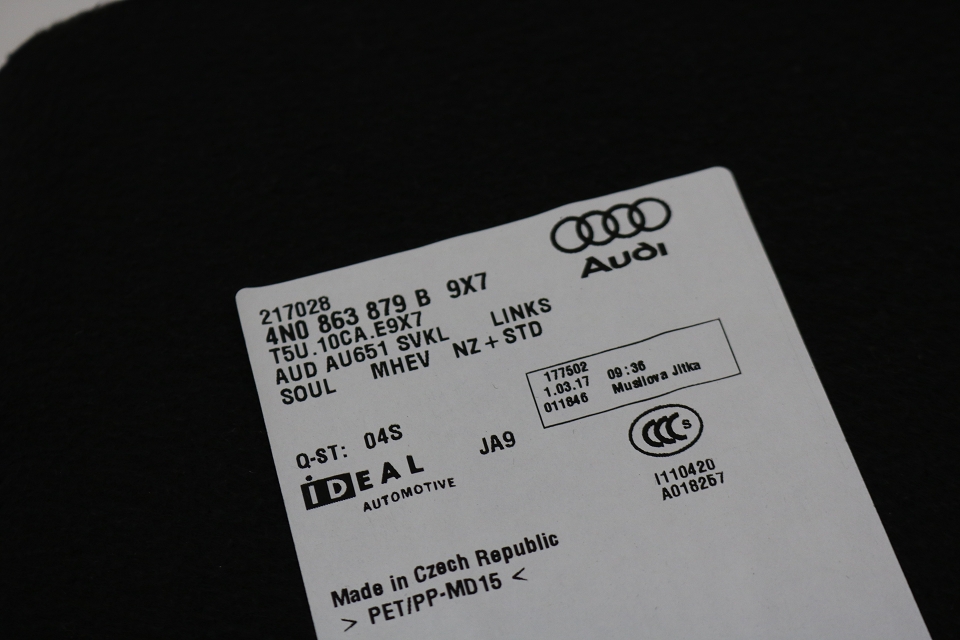 Audi
217028
4N0 863 879 B 9X7
T5U.10CA.E9X7
AUD AU651 SVKL LINKS
SOUL MHEV NZ + STD
177502
1.03.17 09:36
011846 Musilova Jitka
Q-ST: 04S JA9
CCC S
IDEAL
AUTOMOTIVE
I110420
A018257
Made in Czech Republic
> PET/PP-MD15 <